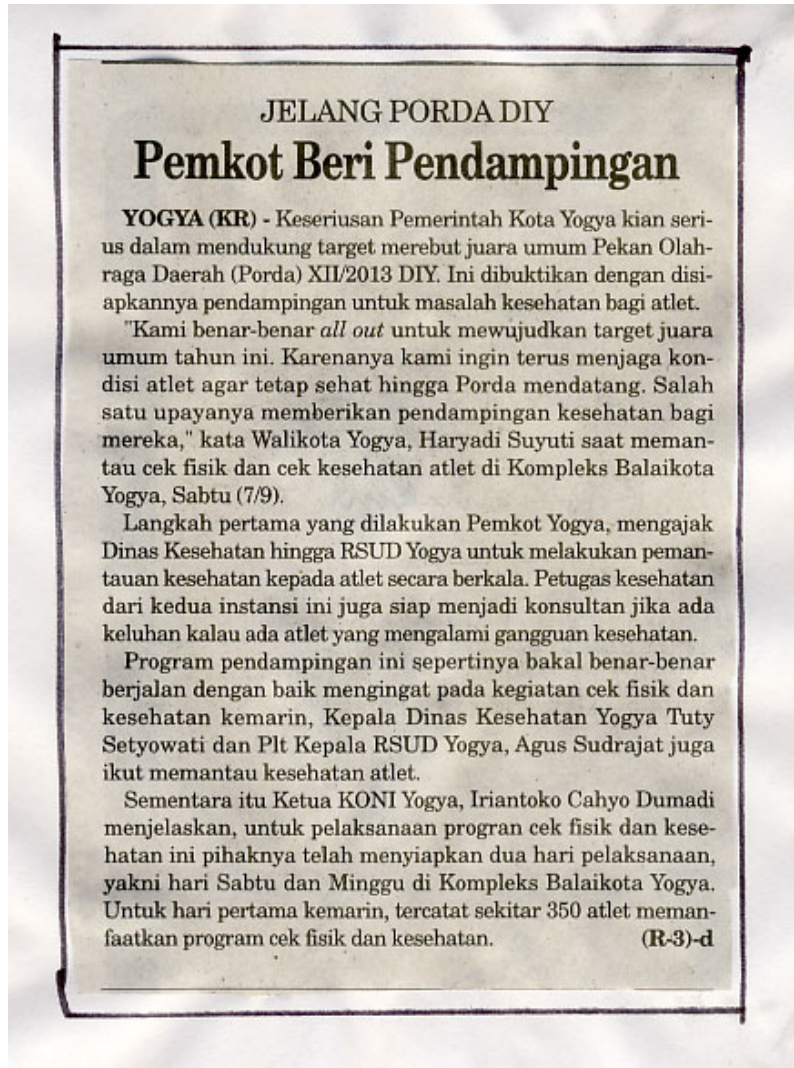 JELANG PORDA DIY
Pemkot Beri Pendampingan
YOGYA (KR) - Keseriusan Pemerintah Kota Yogya kian seri-
us dalam mendukung target merebut juara umum Pekan Olah-
raga Daerah (Porda) XII/2013 DIY. Ini dibuktikan dengan disi-
apkannya pendampingan untuk masalah kesehatan bagi atlet.
"Kami benar-benar all out untuk mewujudkan target juara
umum tahun ini. Karenanya kami ingin terus menjaga kon-
disi atlet agar tetap sehat hingga Porda mendatang. Salah
satu upayanya memberikan pendampingan kesehatan bagi
mereka," kata Walikota Yogya, Haryadi Suyuti saat meman-
tau cek fisik dan cek kesehatan atlet di Kompleks Balaikota
Yogya, Sabtu (7/9).
Langkah pertama yang dilakukan Pemkot Yogya, mengajak
Dinas Kesehatan hingga RSUD Yogya untuk melakukan peman-
tauan kesehatan kepada atlet secara berkala. Petugas kesehatan
dari kedua instansi ini juga siap menjadi konsultan jika ada
keluhan kalau ada atlet yang mengalami gangguan kesehatan.
Program pendampingan ini sepertinya bakal benar-benar
berjalan dengan baik mengingat pada kegiatan cek fisik dan
kesehatan kemarin, Kepala Dinas Kesehatan Yogya Tuty
Setyowati dan Plt Kepala RSUD Yogya, Agus Sudrajat juga
ikut memantau kesehatan atlet.
Sementara itu Ketua KONI Yogya, Iriantoko Cahyo Dumadi
menjelaskan, untuk pelaksanaan progran cek fisik dan kese-
hatan ini pihaknya telah menyiapkan dua hari pelaksanaan,
yakni hari Sabtu dan Minggu di Kompleks Balaikota Yogya.
Untuk hari pertama kemarin, tercatat sekitar 350 atlet meman-
faatkan program cek fisik dan kesehatan. (R-3)-d